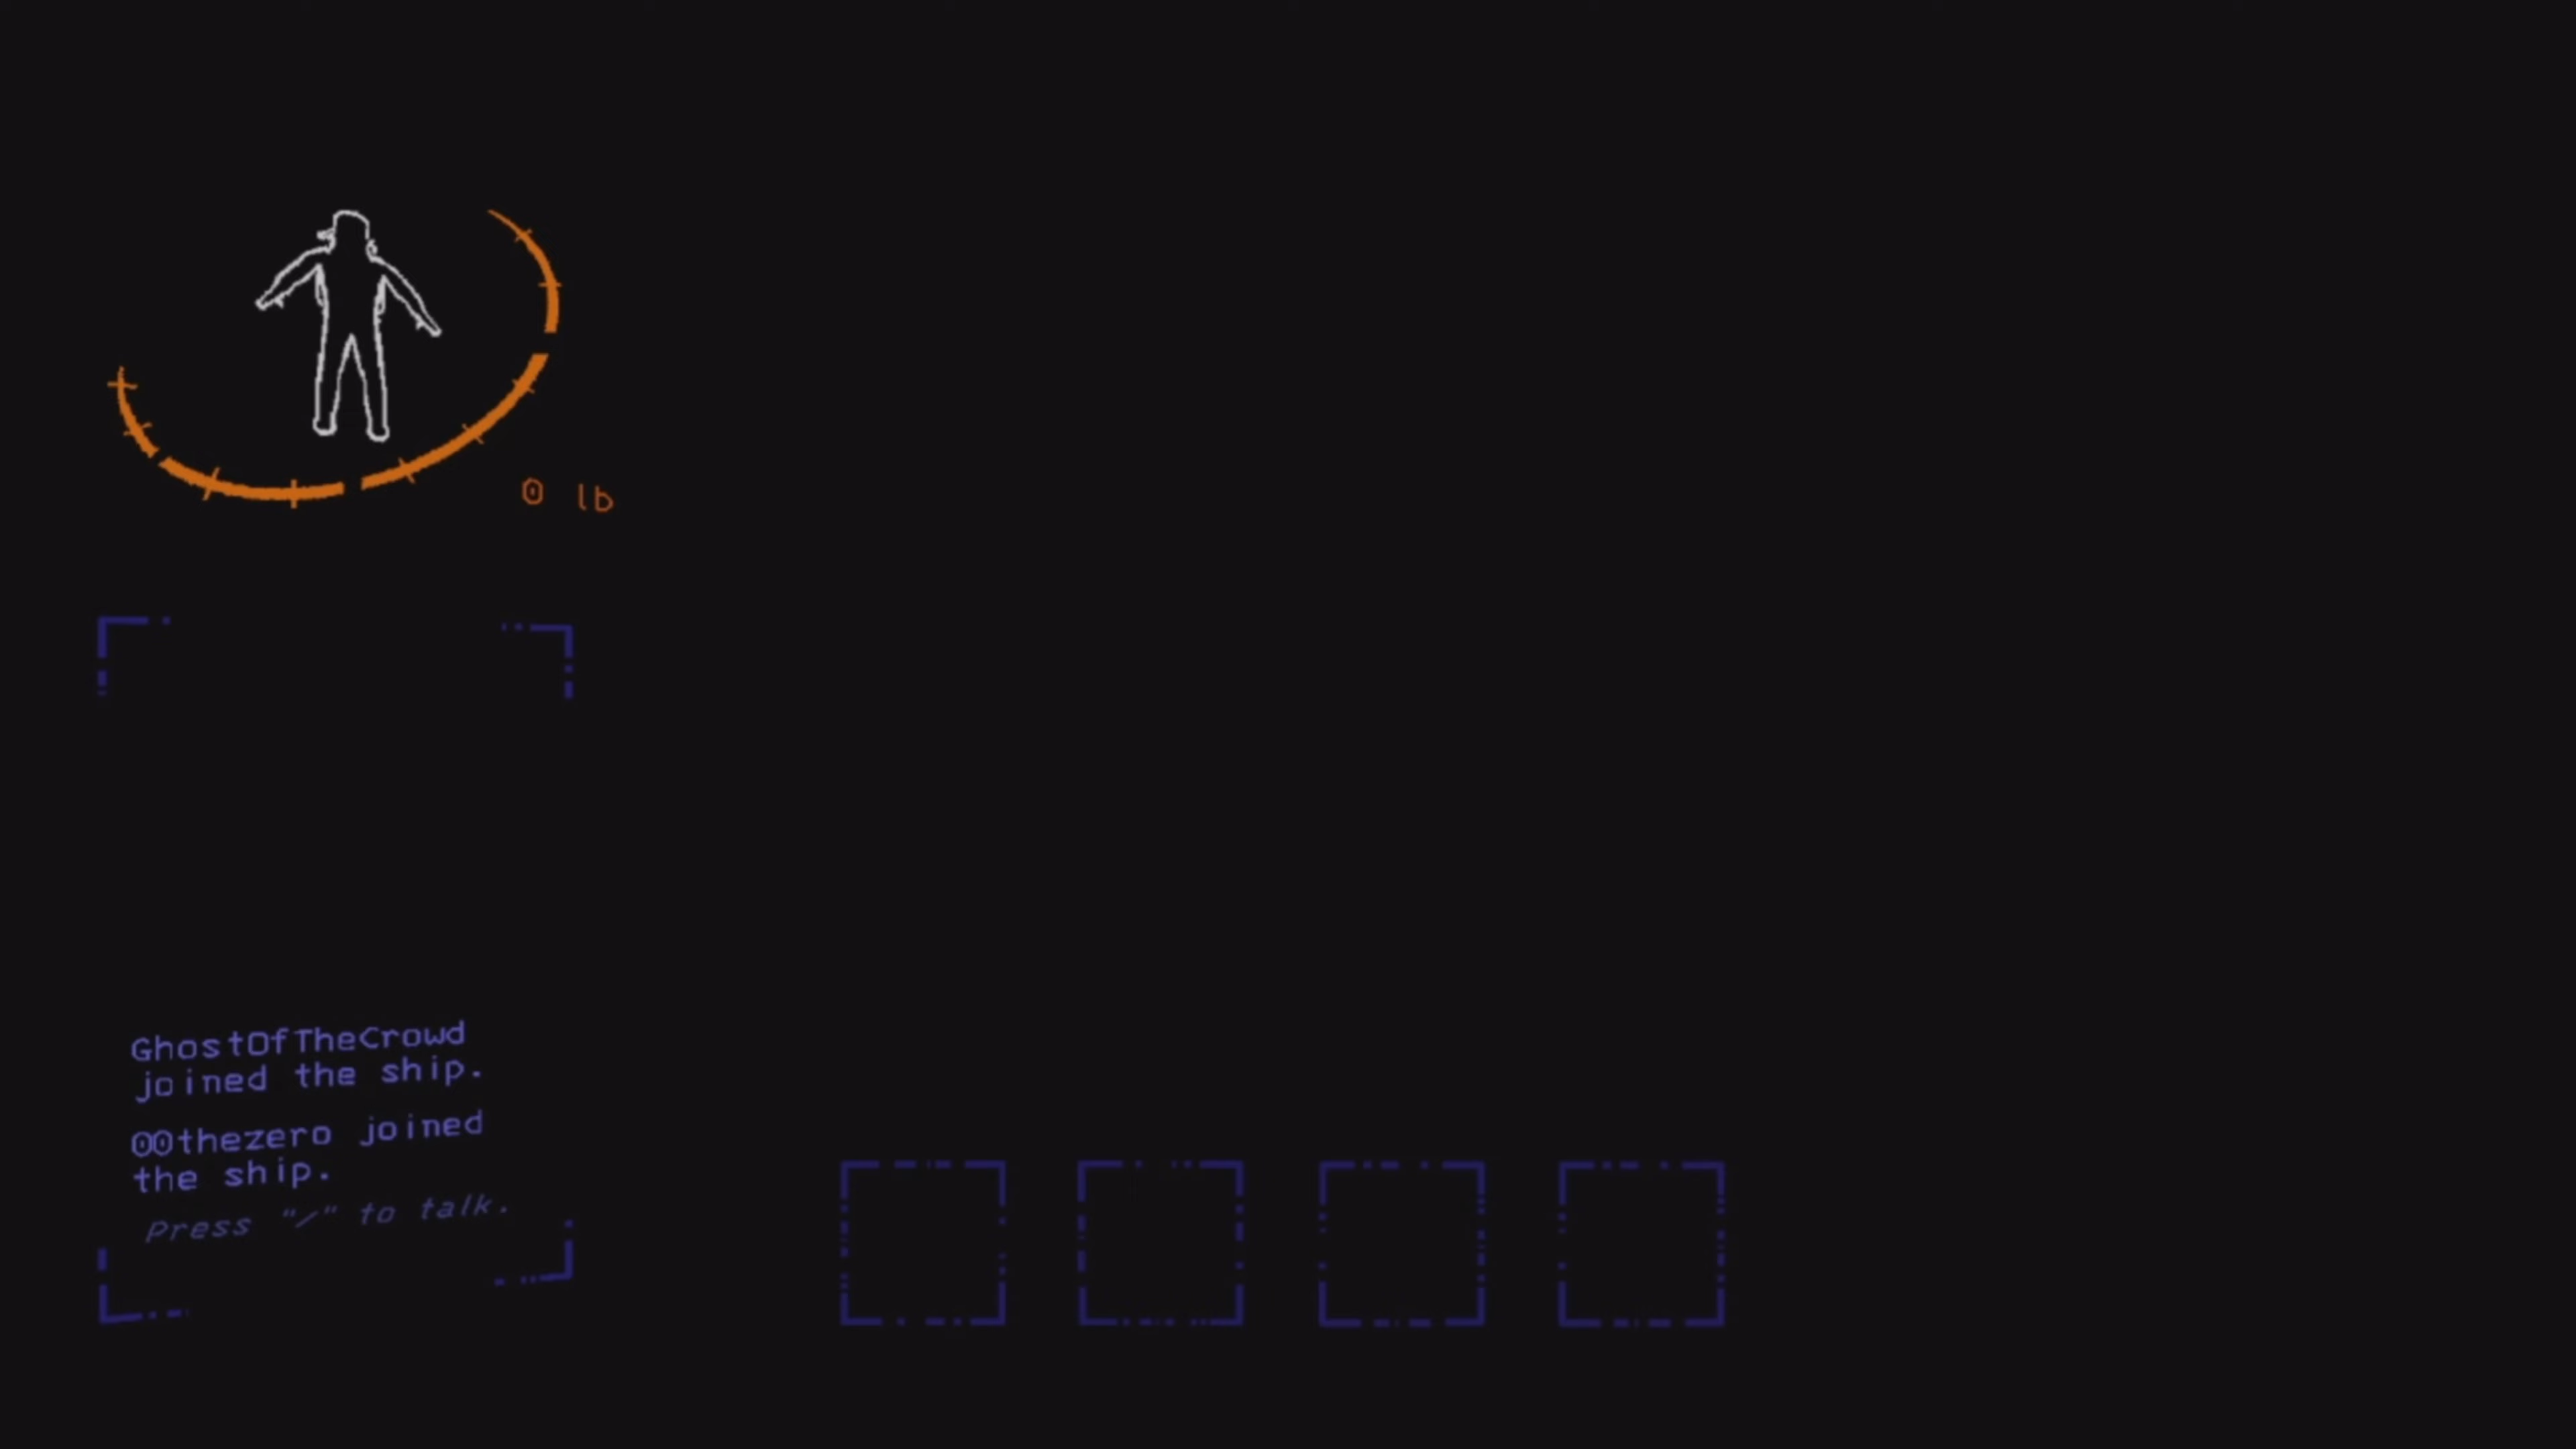 0 lb
GhostOfTheCrowd
joined the ship.
00thezero joined
the ship.
Press "/" to talk.